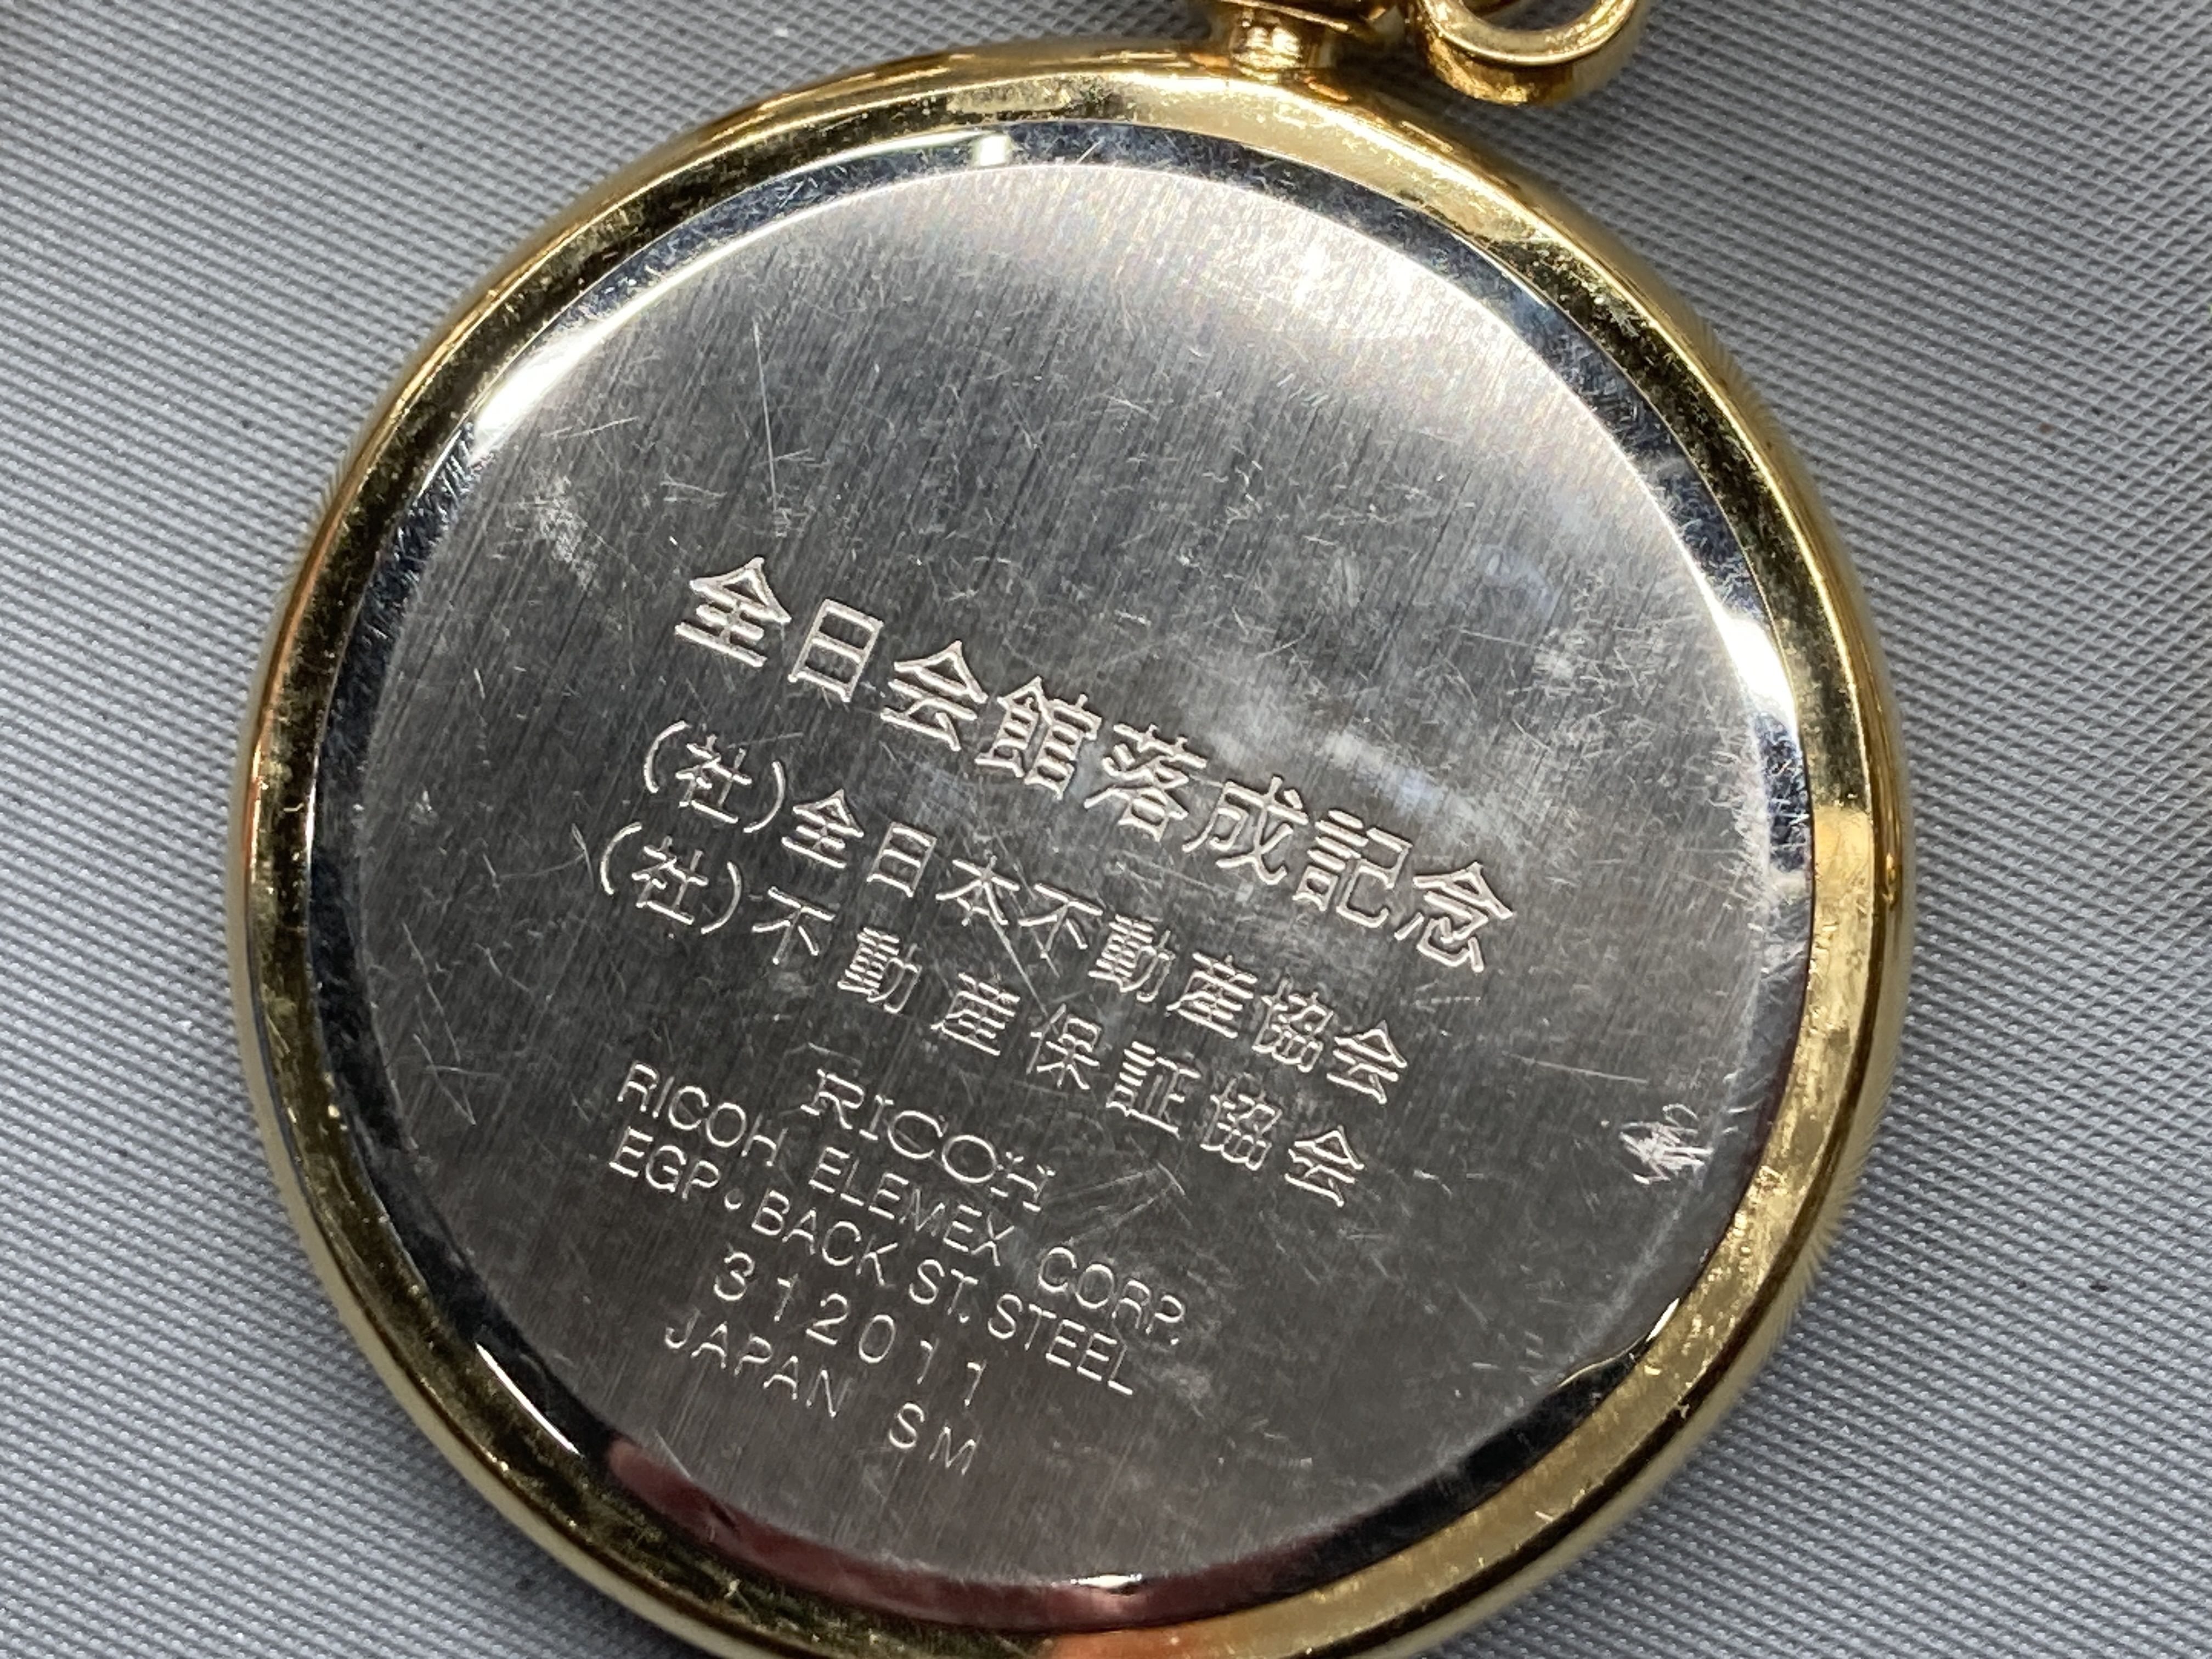 全日会館落成記念
(社)全日本不動産協会
(社)不動産保証協会
RICOH
RICOH ELEMEX CORP.
EGP・BACK ST. STEEL
312011
JAPAN SM